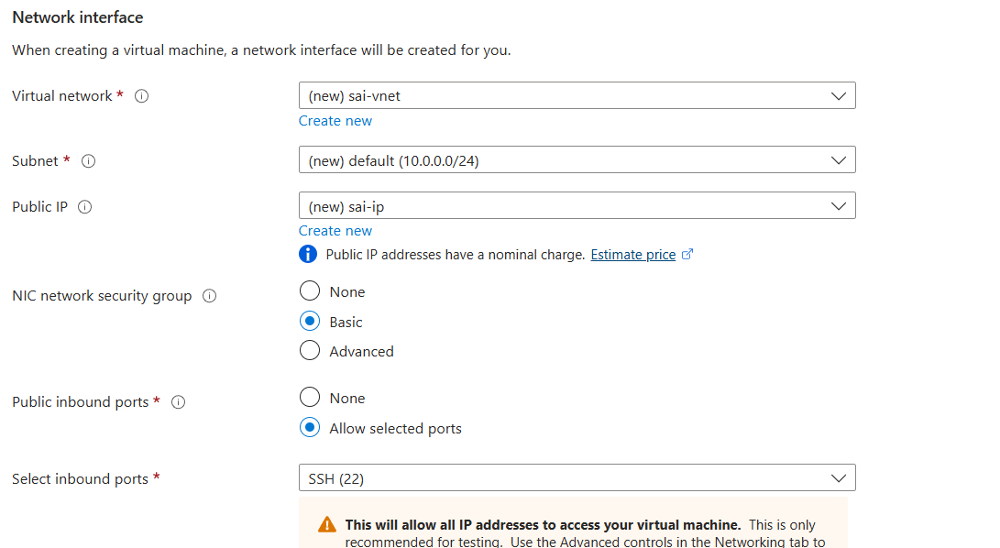 Network interface
When creating a virtual machine, a network interface will be created for you.
Virtual network *
(new) sai-vnet
Create new
Subnet *
(new) default (10.0.0.0/24)
Public IP
(new) sai-ip
Create new
Public IP addresses have a nominal charge. Estimate price
NIC network security group
None
Basic
Advanced
Public inbound ports *
None
Allow selected ports
Select inbound ports *
SSH (22)
This will allow all IP addresses to access your virtual machine. This is only
recommended for testing. Use the Advanced controls in the Networking tab to